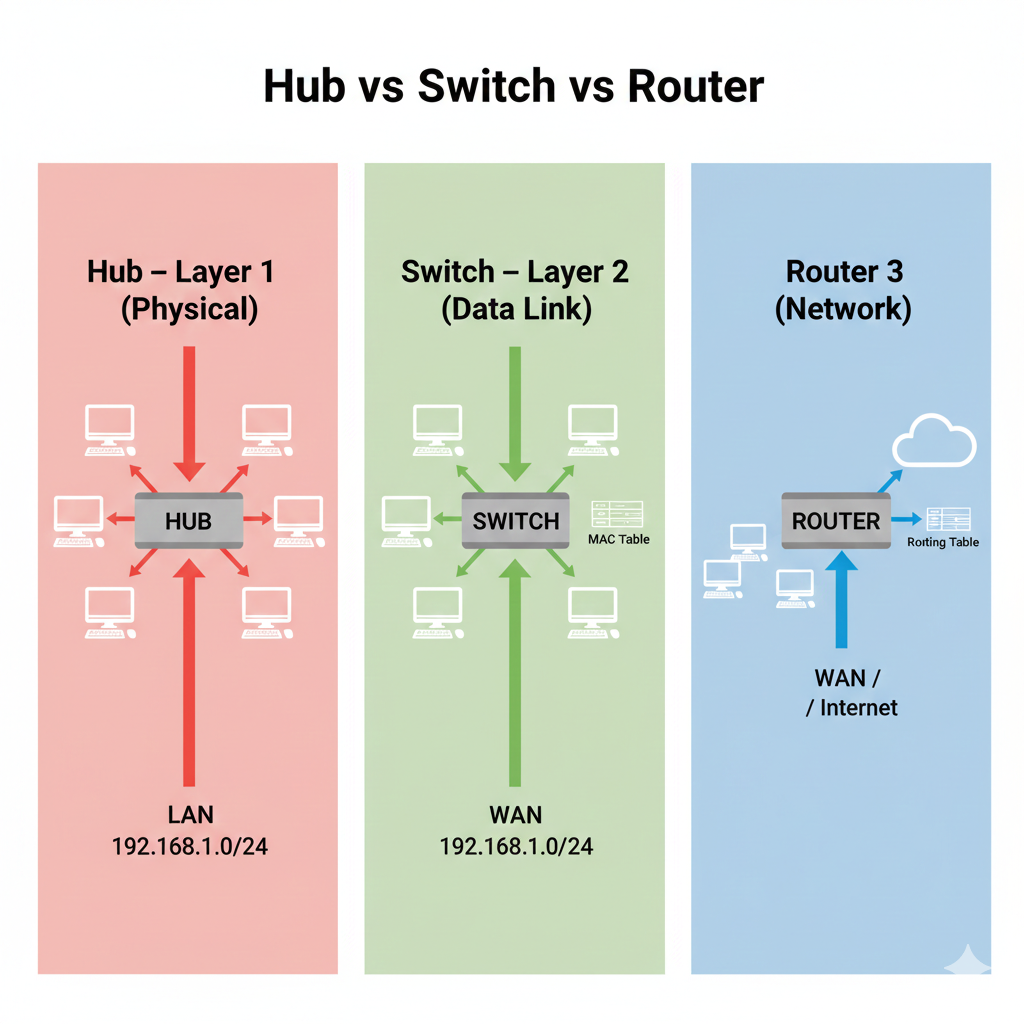 Hub vs Switch vs Router
Hub – Layer 1
(Physical)
HUB
LAN
192.168.1.0/24
Switch – Layer 2
(Data Link)
SWITCH
MAC Table
WAN
192.168.1.0/24
Router 3
(Network)
ROUTER
Rorting Table
WAN /
/ Internet